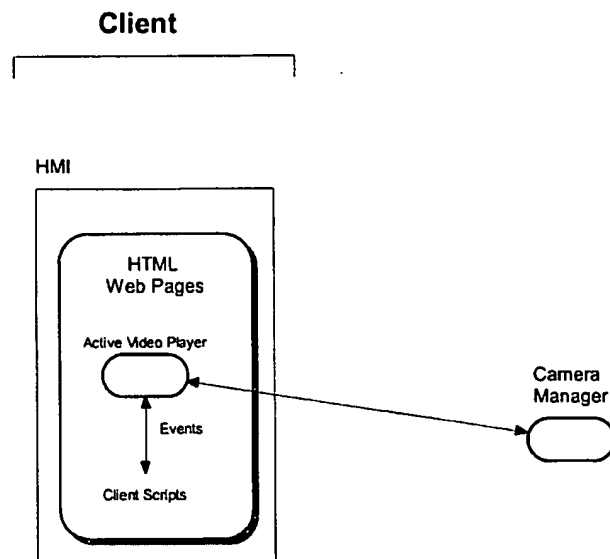 Client
HMI
HTML
Web Pages
Active Video Player
Events
Client Scripts
Camera
Manager